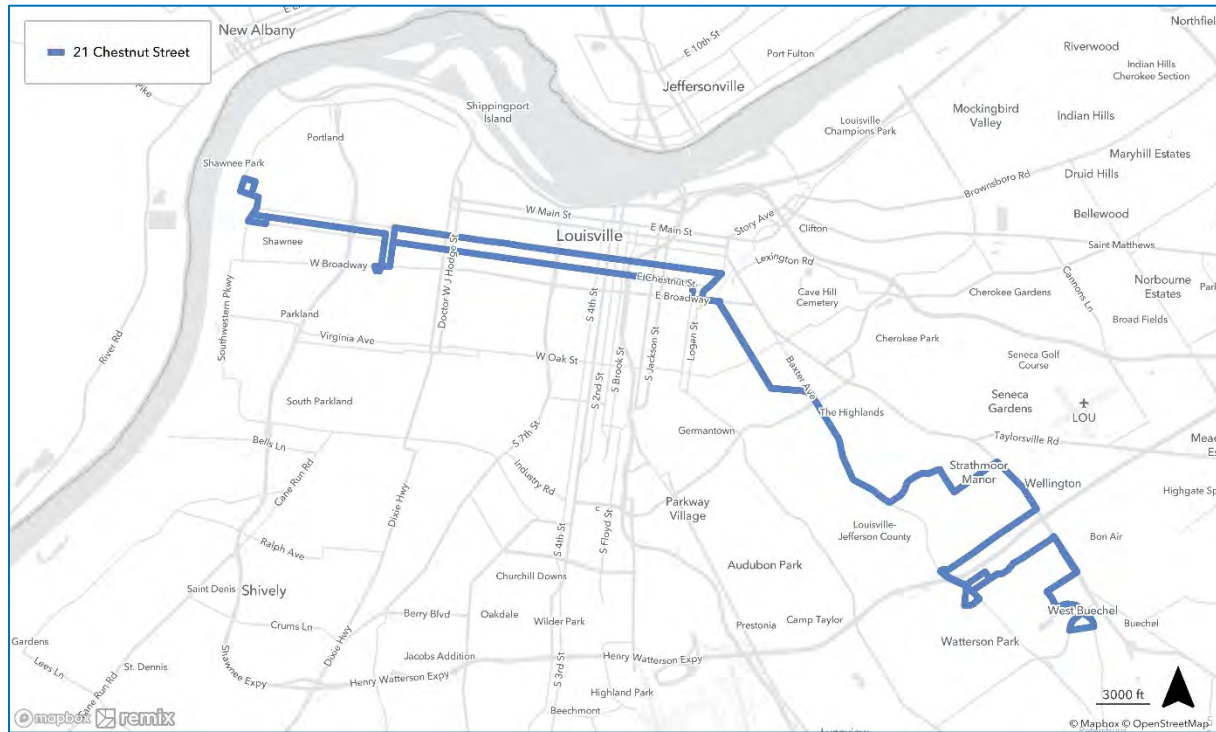 21 Chestnut Street
New Albany
E 10th St
Port Fulton
Northfield
Riverwood
Indian Hills
Cherokee Section
Jeffersonville
Shippingport
Island
Mockingbird
Valley
Indian Hills
Louisville
Champions Park
Portland
Maryhill Estates
Shawnee Park
Druid Hills
Brownsboro Rd
Bellewood
W Main St
Story Ave
Clifton
E Main St
Louisville
Saint Matthews
Shawnee
Lexington Rd
W Broadway
Doctor W J Hodge St
E Chestnut St
Cave Hill
Cemetery
Cherokee Gardens
Cannons Ln
Norbourne
Estates
E Broadway
S 4th St
Southwestern Pkwy
Parkland
Broad Fields
River Rd
Virginia Ave
Logan St
Cherokee Park
S Jackson St
S Brook St
W Oak St
Seneca Golf
Course
Baxter Ave
S 2nd St
South Parkland
Seneca
Gardens
LOU
The Highlands
Germantown
S 7th St
Taylorsville Rd
Bells Ln
Industry Rd
Cane Run Rd
Strathmoor
Manor
Wellington
Highgate Sp
Dixie Hwy
Parkway
Village
S 4th St
S Floyd St
Louisville-
Jefferson County
Bon Air
Ralph Ave
Audubon Park
Churchill Downs
Saint Denis
Shively
Berry Blvd
Oakdale
Wilder Park
West Buechel
Buechel
Crums Ln
Prestonia
Camp Taylor
Watterson Park
Gardens
Lees Ln
St. Dennis
Cane Run Rd
Shawnee Expy
Dixie Hwy
Jacobs Addition
S 3rd St
Henry Watterson Expy
Henry Watterson Expy
Highland Park
Beechmont
3000 ft
mapbox remix
© Mapbox © OpenStreetMap